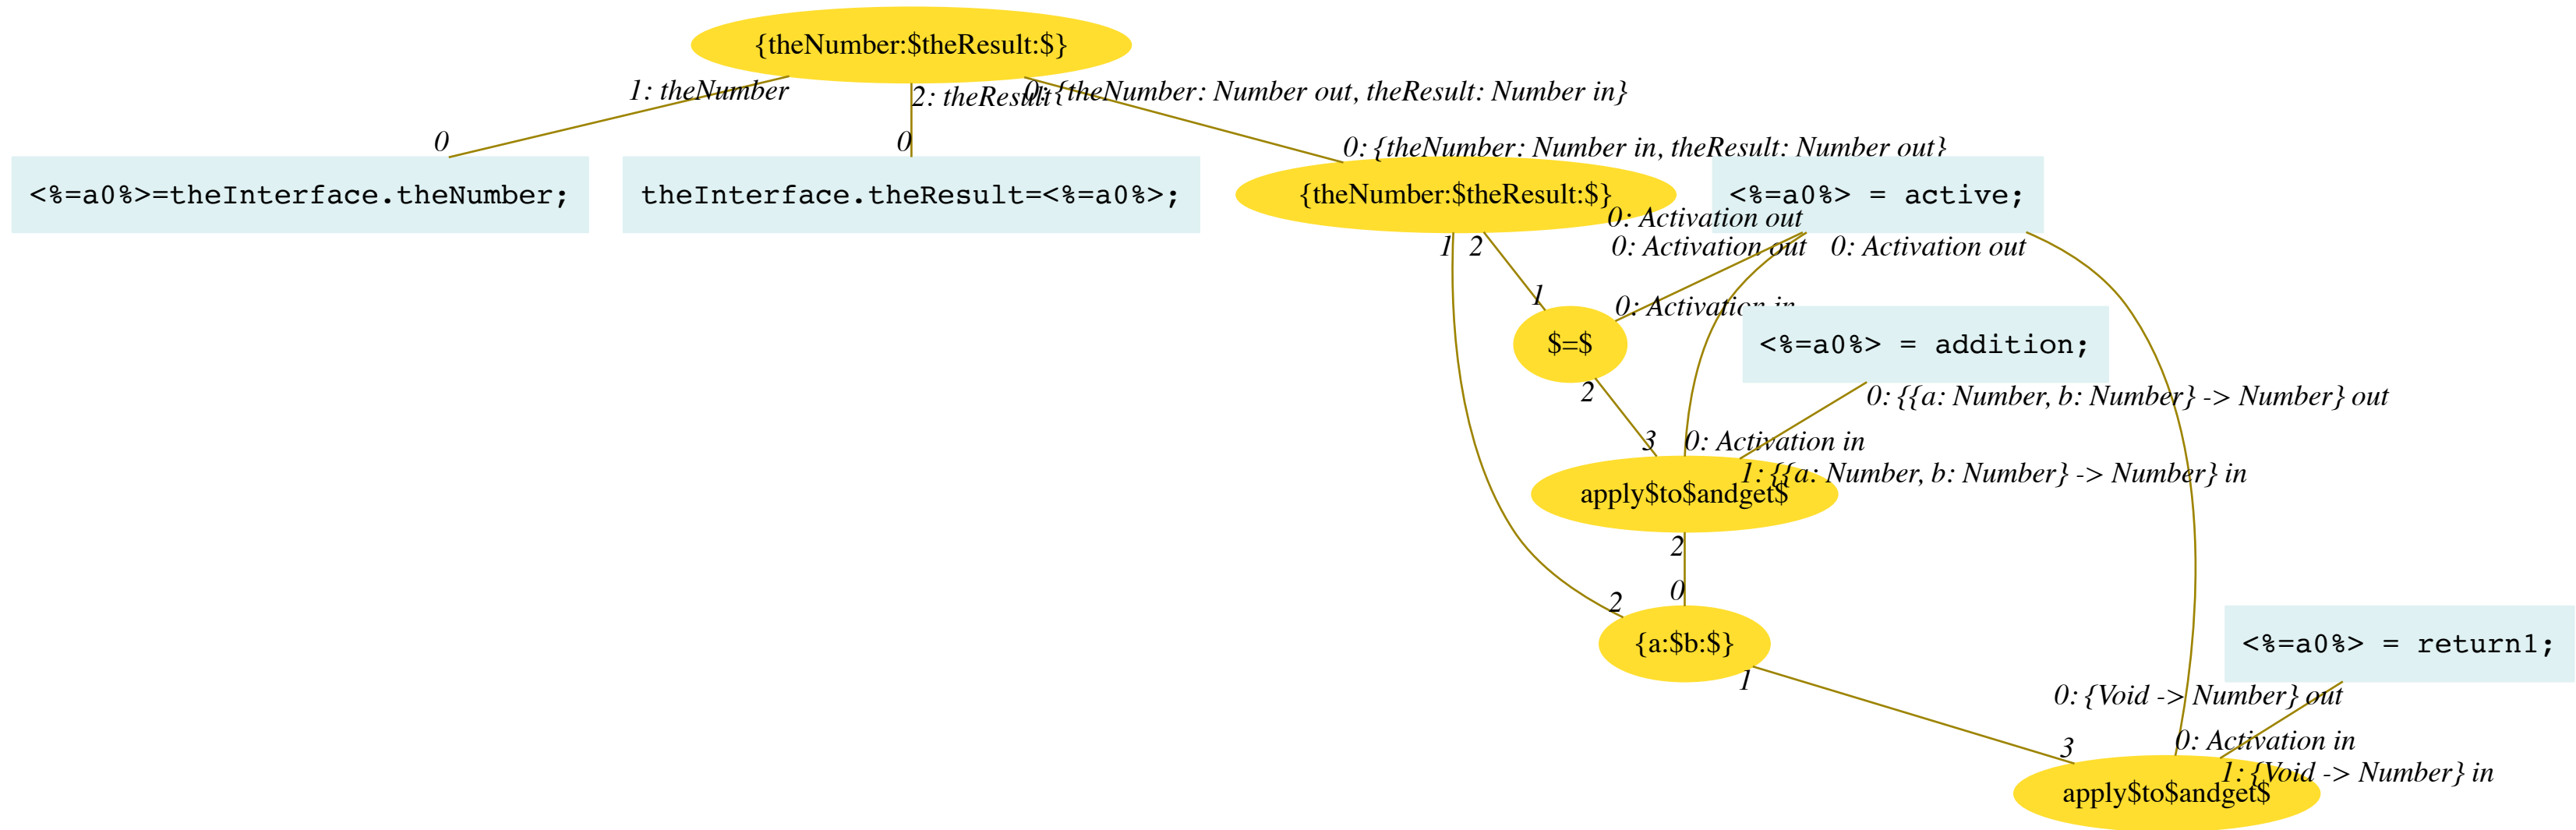 {theNumber:$theResult:$}
1: theNumber
2: theResult
0: {theNumber: Number out, theResult: Number in}
0
0
0: {theNumber: Number in, theResult: Number out}
<%=a0%>=theInterface.theNumber;
theInterface.theResult=<%=a0%>;
{theNumber:$theResult:$}
<%=a0%> = active;
0: Activation out
1
2
0: Activation out
0: Activation out
1
0: Activation in
$=$
<%=a0%> = addition;
2
0: {{a: Number, b: Number} -> Number} out
3
0: Activation in
1: {{a: Number, b: Number} -> Number} in
apply$to$andget$
2
0
2
{a:$b:$}
<%=a0%> = return1;
1
0: {Void -> Number} out
3
0: Activation in
1: {Void -> Number} in
apply$to$andget$